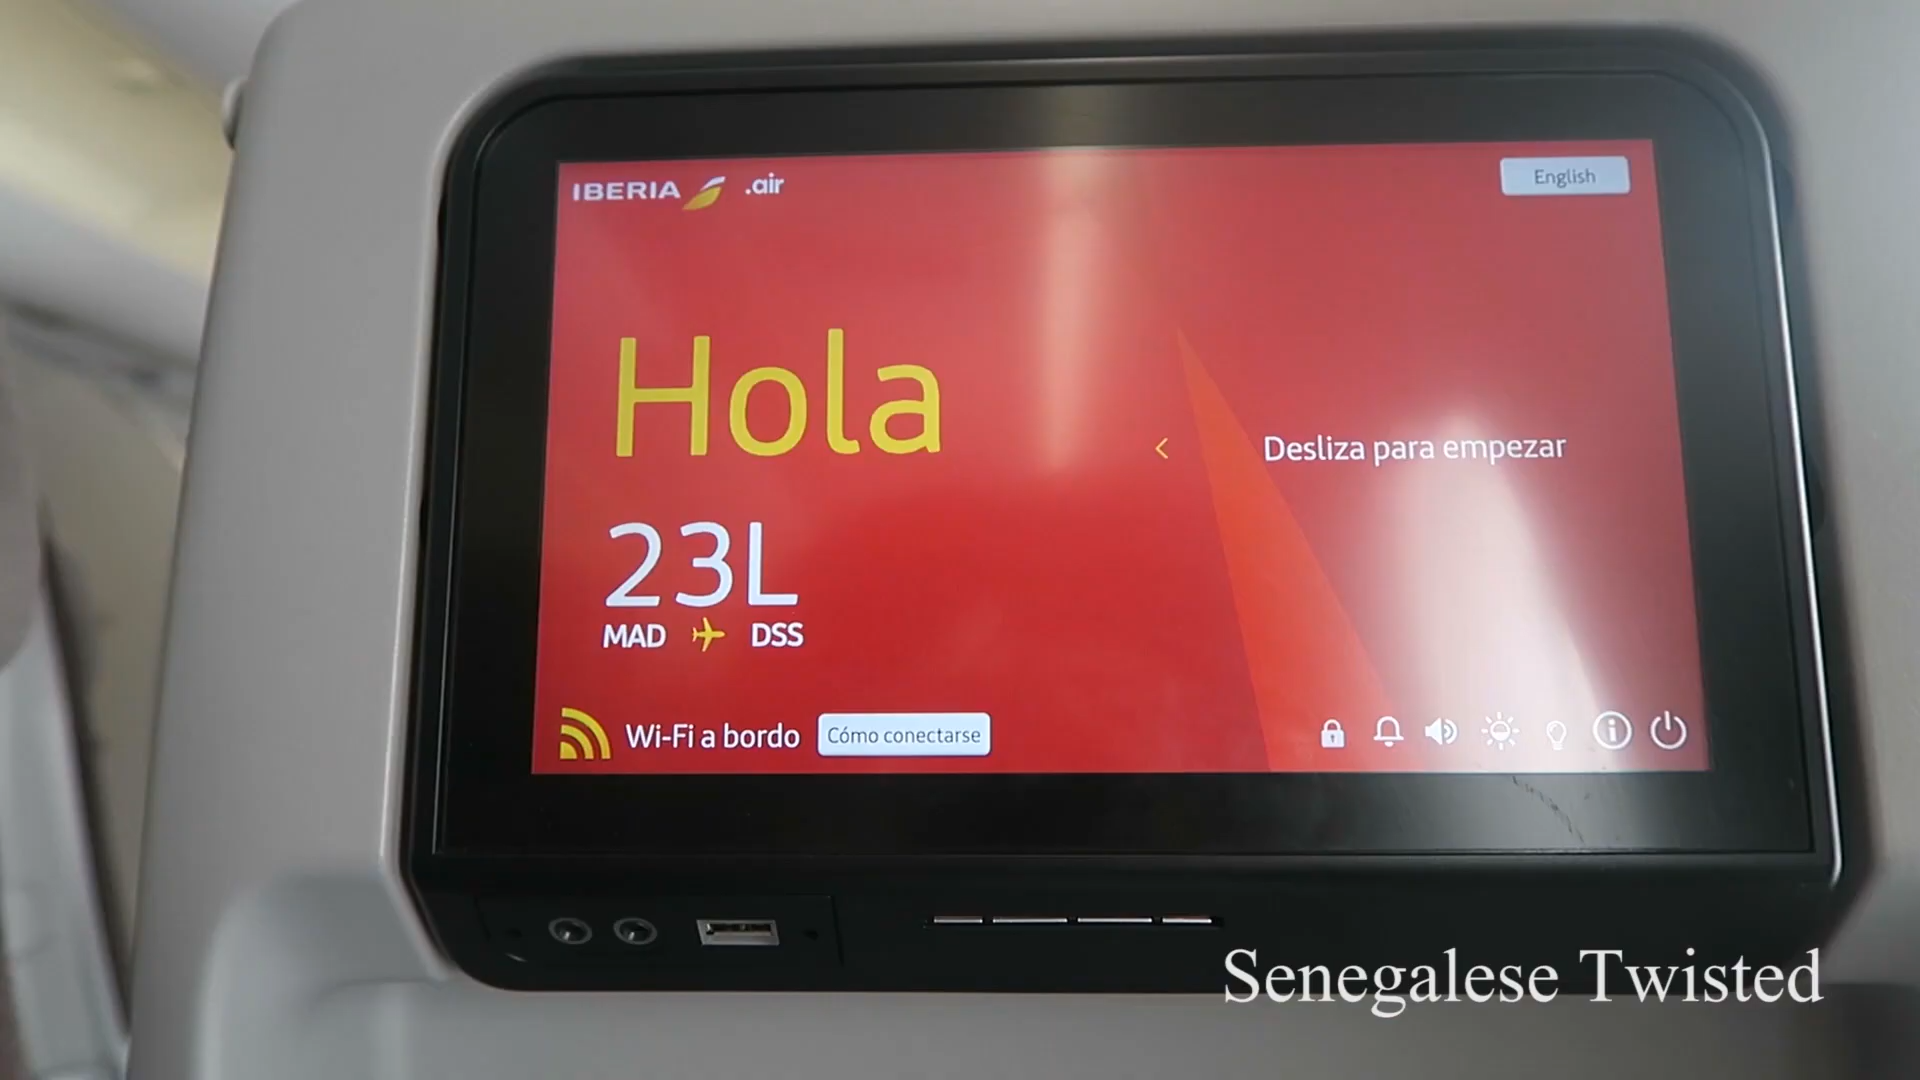 IBERIA .air
English
Hola
Desliza para empezar
23L
MAD DSS
Wi-Fi a bordo
Cómo conectarse
Senegalese Twisted